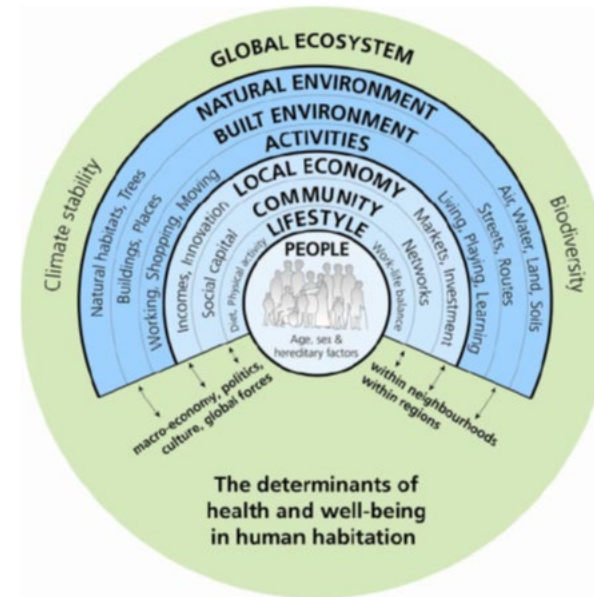 GLOBAL ECOSYSTEM
NATURAL ENVIRONMENT
BUILT ENVIRONMENT
ACTIVITIES
LOCAL ECONOMY
COMMUNITY
LIFESTYLE
PEOPLE
Age, sex &
hereditary factors
Climate stability
Natural habitats, Trees
Buildings, Places
Working, Shopping, Moving
Incomes, Innovation
Social capital
Diet, Physical activity
Work-life balance
Networks
Markets, Investment
Living, Playing, Learning
Streets, Routes
Air, Water, Land, Soils
Biodiversity
macro-economy, politics,
culture, global forces
within neighbourhoods
within regions
The determinants of
health and well-being
in human habitation